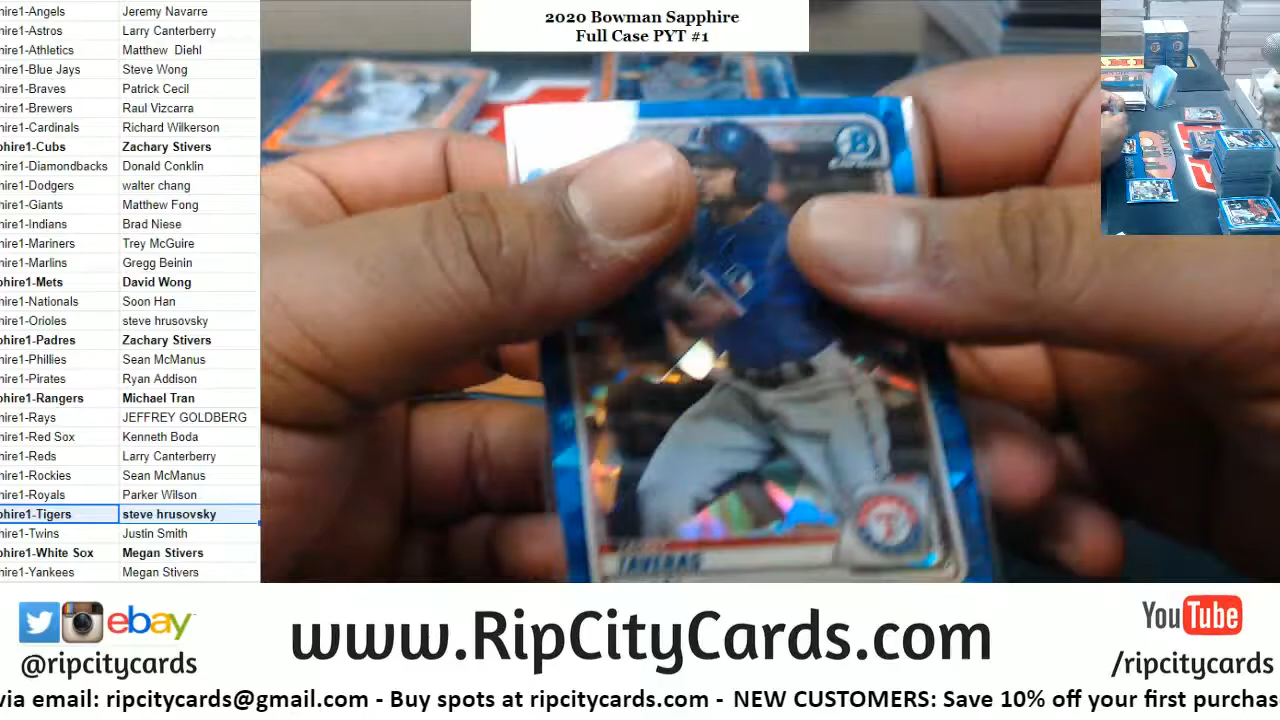 2020 Bowman Sapphire
Full Case PYT #1
hire1-Angels Jeremy Navarre
hire1-Astros Larry Canterberry
hire1-Athletics Matthew Diehl
hire1-Blue Jays Steve Wong
hire1-Braves Patrick Cecil
hire1-Brewers Raul Vizcarra
hire1-Cardinals Richard Wilkerson
phire1-Cubs Zachary Stivers
hire1-Diamondbacks Donald Conklin
hire1-Dodgers walter chang
hire1-Giants Matthew Fong
hire1-Indians Brad Niese
hire1-Mariners Trey McGuire
hire1-Marlins Gregg Beinin
phire1-Mets David Wong
hire1-Nationals Soon Han
hire1-Orioles steve hrusovsky
phire1-Padres Zachary Stivers
hire1-Phillies Sean McManus
hire1-Pirates Ryan Addison
phire1-Rangers Michael Tran
hire1-Rays JEFFREY GOLDBERG
hire1-Red Sox Kenneth Boda
hire1-Reds Larry Canterberry
hire1-Rockies Sean McManus
hire1-Royals Parker Wilson
phire1-Tigers steve hrusovsky
hire1-Twins Justin Smith
phire1-White Sox Megan Stivers
hire1-Yankees Megan Stivers
B
TAVERAS
T
ebay
@ripcitycards
www.RipCityCards.com
YouTube
/ripcitycards
via email: ripcitycards@gmail.com - Buy spots at ripcitycards.com - NEW CUSTOMERS: Save 10% off your first purchas